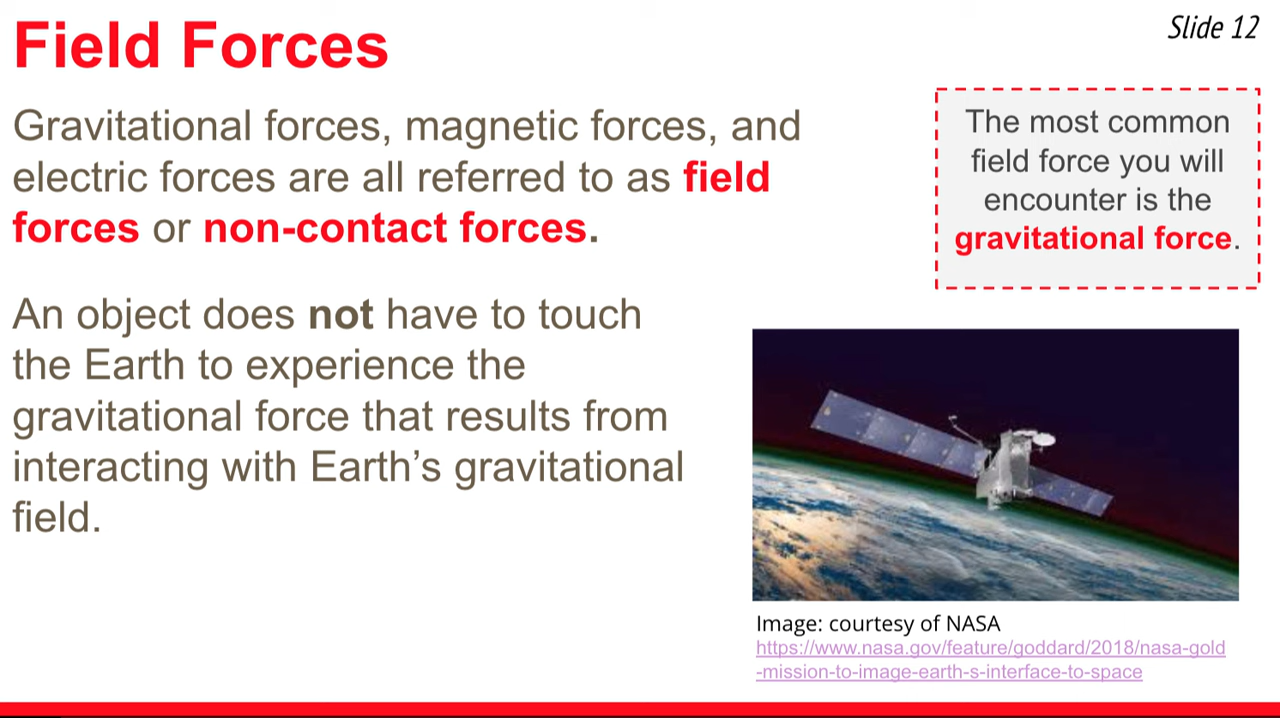 Field Forces
Slide 12
Gravitational forces, magnetic forces, and
electric forces are all referred to as field
forces or non-contact forces.
The most common
field force you will
encounter is the
gravitational force.
An object does not have to touch
the Earth to experience the
gravitational force that results from
interacting with Earth’s gravitational
field.
Image: courtesy of NASA
https://www.nasa.gov/feature/goddard/2018/nasa-gold
-mission-to-image-earth-s-interface-to-space